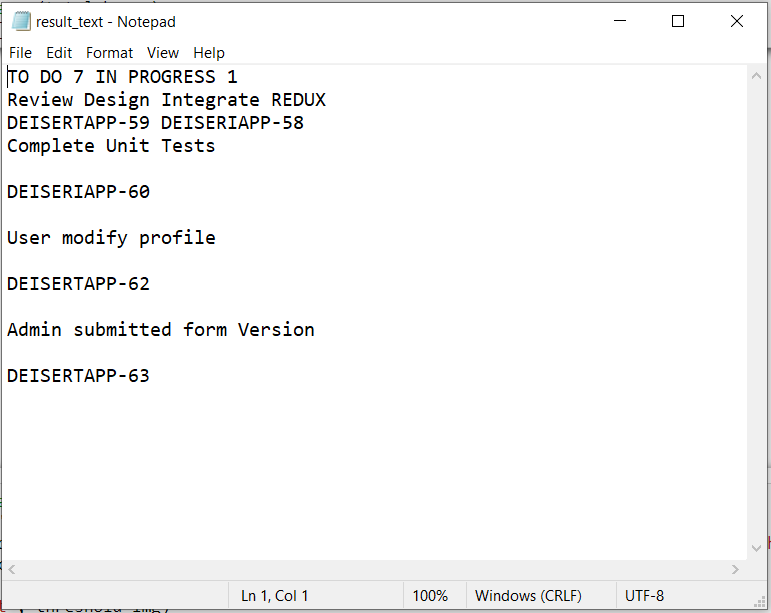 result_text - Notepad
File Edit Format View Help
TO DO 7 IN PROGRESS 1
Review Design Integrate REDUX
DEISERTAPP-59 DEISERIAPP-58
Complete Unit Tests
DEISERIAPP-60
User modify profile
DEISERTAPP-62
Admin submitted form Version
DEISERTAPP-63
Ln 1, Col 1 100% Windows (CRLF) UTF-8